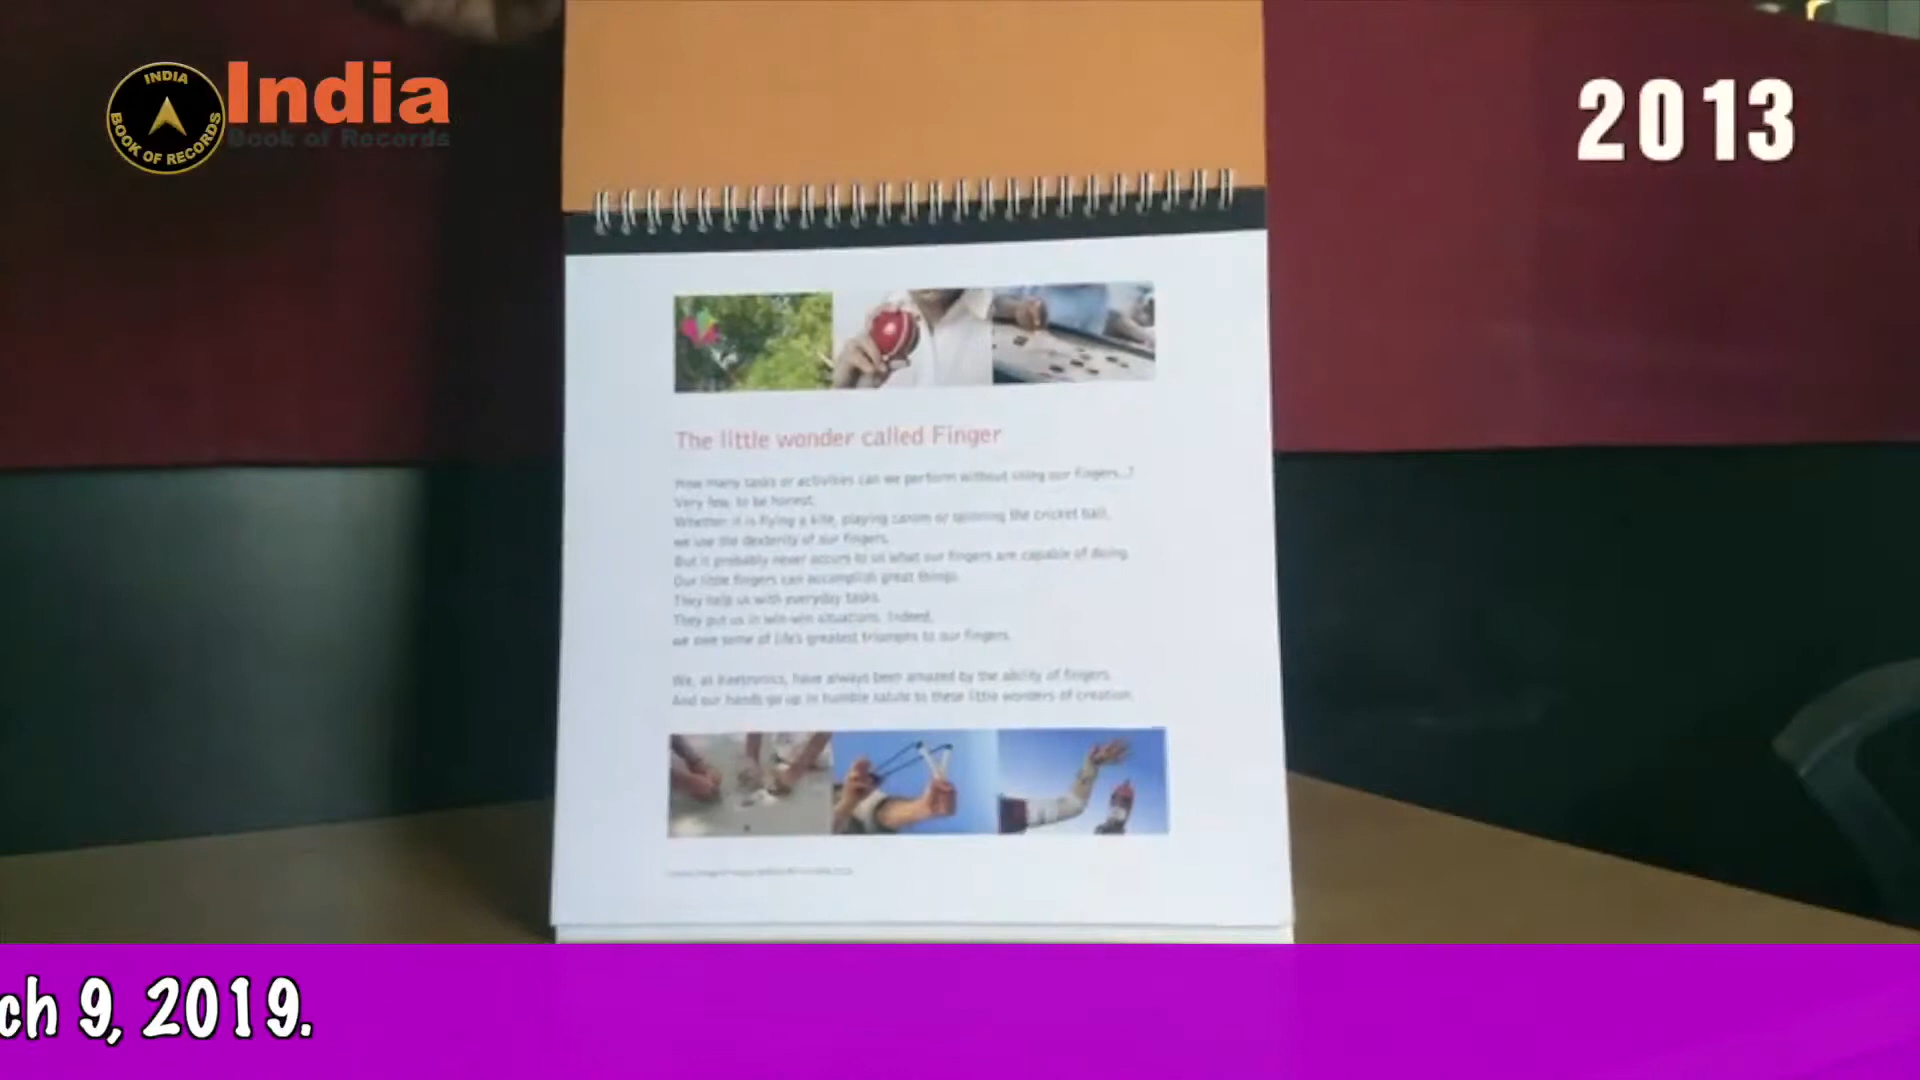 INDIA
BOOK OF RECORDS
India
Book of Records
2013
The little wonder called Finger
How many tasks or activities can we perform without using our fingers...?
Very few, to be honest.
Whether it is flying a kite, playing carom or spinning the cricket ball,
we use the dexterity of our fingers.
But it probably never occurs to us what our fingers are capable of doing.
Our little fingers can accomplish great things.
They help us with everyday tasks.
They put us in win-win situations. Indeed,
we owe some of life's greatest triumphs to our fingers.
We, at have always been amazed by the ability of fingers.
And our hands go up in humble salute to these little wonders of creation.
ch 9, 2019.